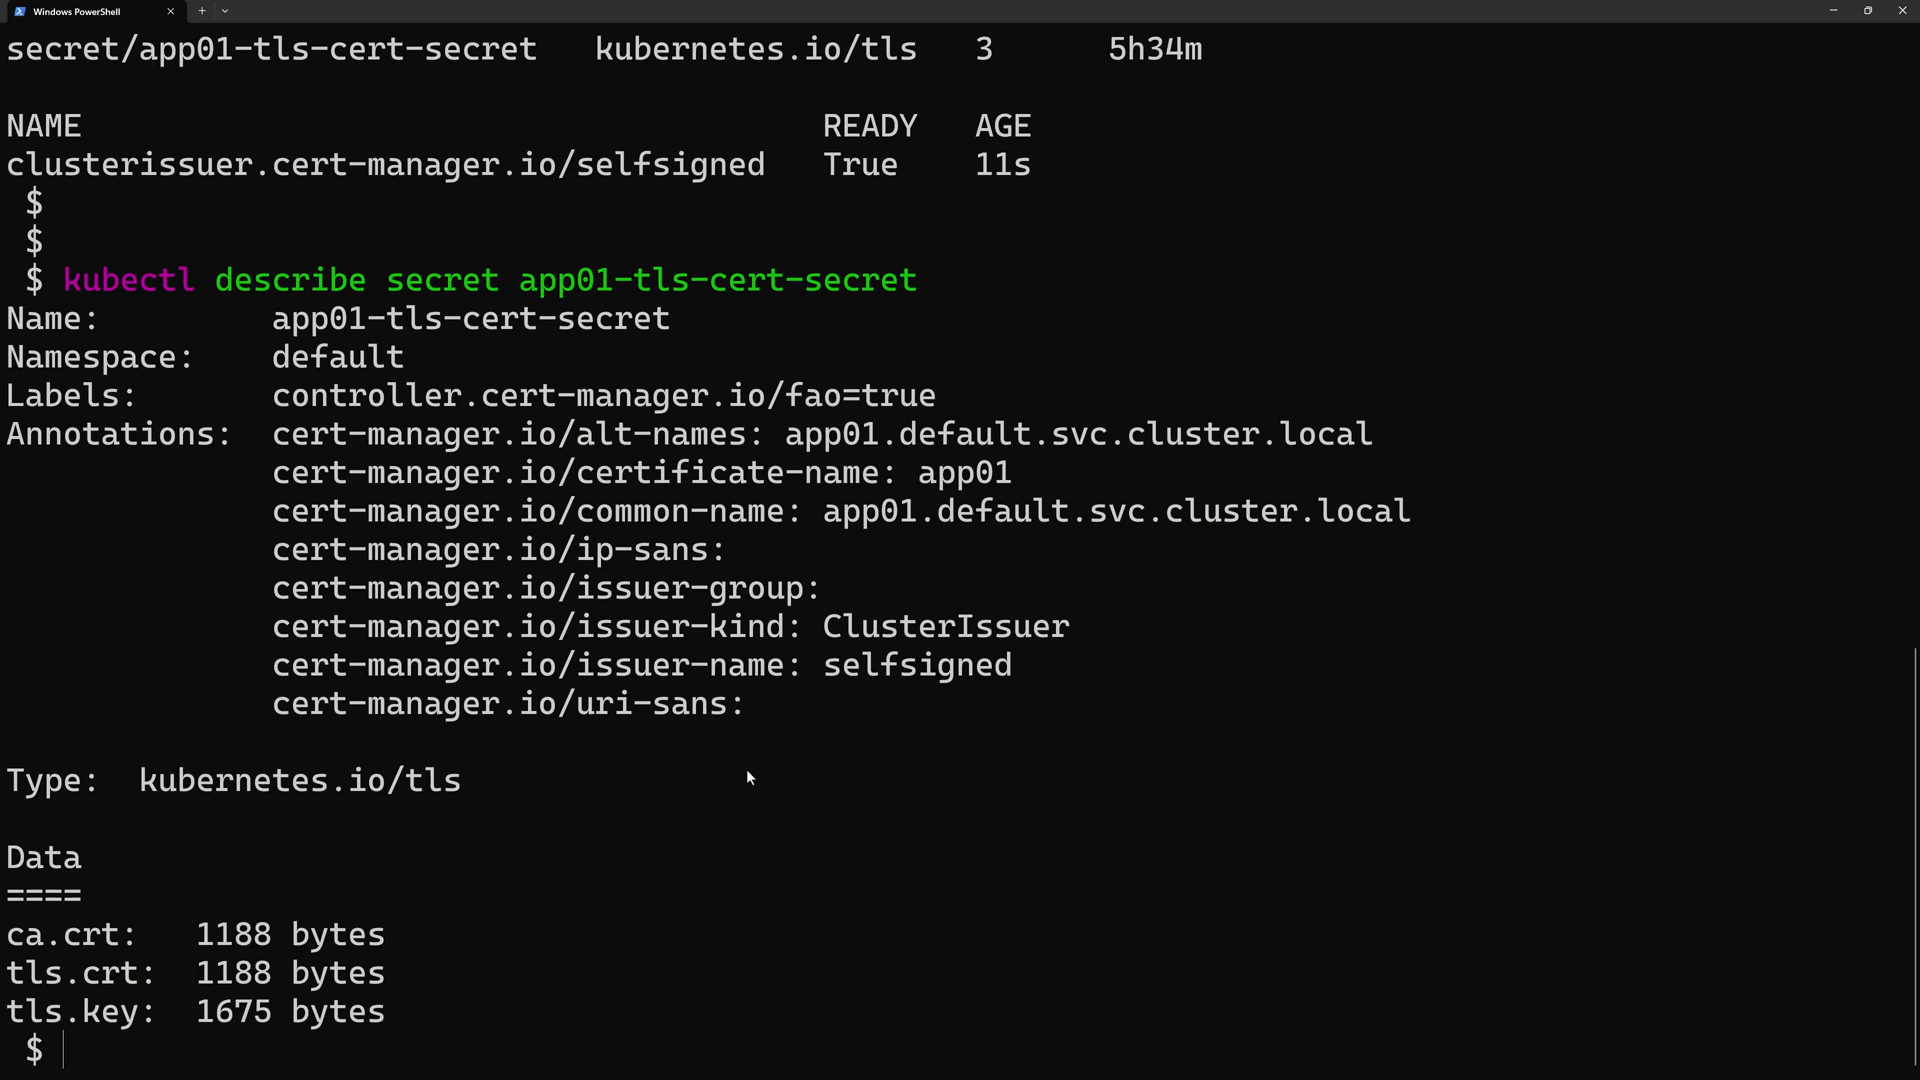 Windows PowerShell
secret/app01-tls-cert-secret kubernetes.io/tls 3 5h34m
NAME READY AGE
clusterissuer.cert-manager.io/selfsigned True 11s
$
$
$ kubectl describe secret app01-tls-cert-secret
Name: app01-tls-cert-secret
Namespace: default
Labels: controller.cert-manager.io/fao=true
Annotations: cert-manager.io/alt-names: app01.default.svc.cluster.local
cert-manager.io/certificate-name: app01
cert-manager.io/common-name: app01.default.svc.cluster.local
cert-manager.io/ip-sans:
cert-manager.io/issuer-group:
cert-manager.io/issuer-kind: ClusterIssuer
cert-manager.io/issuer-name: selfsigned
cert-manager.io/uri-sans:
Type: kubernetes.io/tls
Data
====
ca.crt: 1188 bytes
tls.crt: 1188 bytes
tls.key: 1675 bytes
$